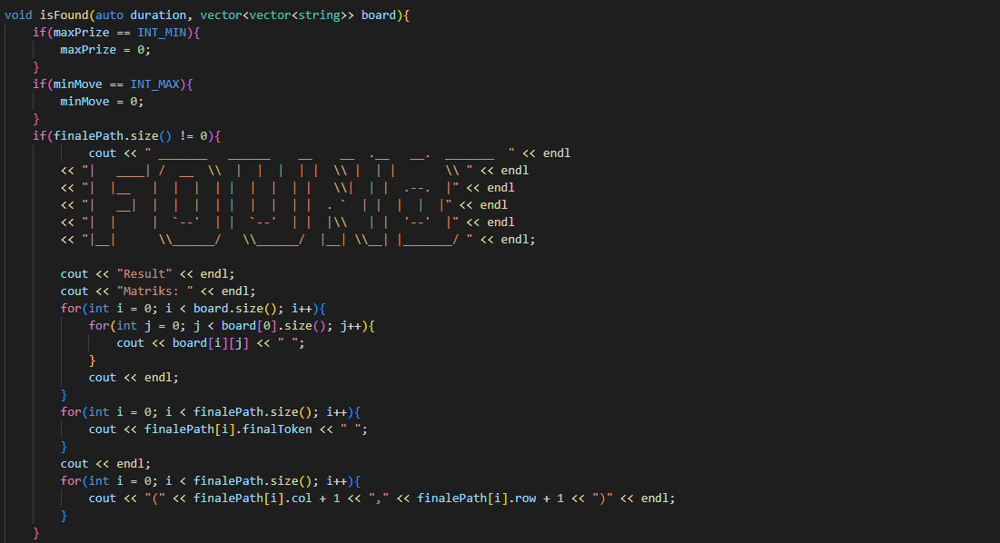 void isFound(auto duration, vector<vector<string>> board){
    if(maxPrize == INT_MIN){
        maxPrize = 0;
    }
    if(minMove == INT_MAX){
        minMove = 0;
    }
    if(finalePath.size() != 0){
            cout << " _______   ______    __    __  .__   __.  _______  " << endl
        << "|   ____| /  __  \\  |  |  |  | |  \\ |  | |       \\ " << endl
        << "|  |__   |  |  |  | |  |  |  | |   \\|  | |  .--.  |" << endl
        << "|   __|  |  |  |  | |  |  |  | |  . `  | |  |  |  |" << endl
        << "|  |     |  `--'  | |  `--'  | |  |\\   | |  '--'  |" << endl
        << "|__|      \\______/   \\______/  |__| \\__| |_______/ " << endl;

        cout << "Result" << endl;
        cout << "Matriks: " << endl;
        for(int i = 0; i < board.size(); i++){
            for(int j = 0; j < board[0].size(); j++){
                cout << board[i][j] << " ";
            }
            cout << endl;
        }
        for(int i = 0; i < finalePath.size(); i++){
            cout << finalePath[i].finalToken << " ";
        }
        cout << endl;
        for(int i = 0; i < finalePath.size(); i++){
            cout << "(" << finalePath[i].col + 1 << "," << finalePath[i].row + 1 << ")" << endl;
        }
    }